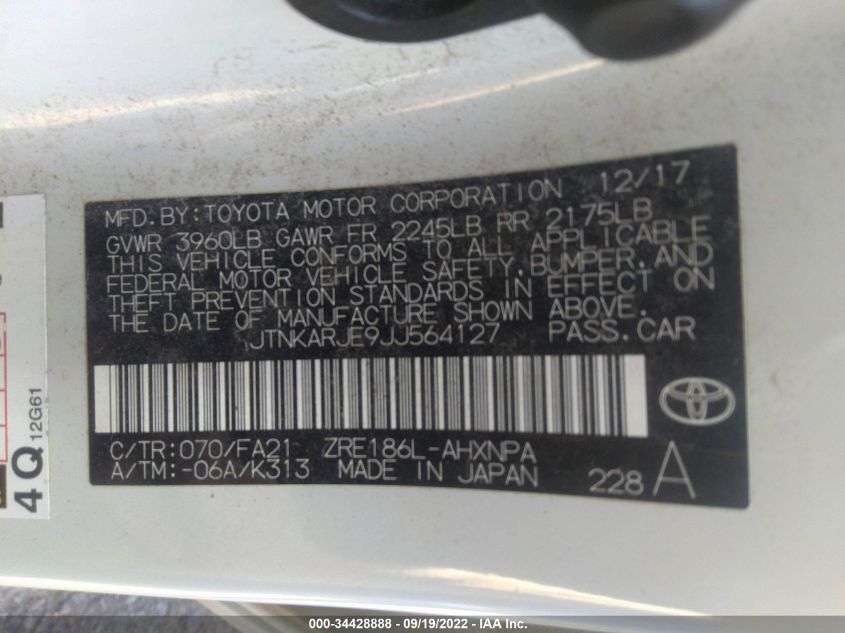 MFD.BY:TOYOTA MOTOR CORPORATION 12/17
GVWR 3960LB GAWR FR 2245LB RR 2175LB
THIS VEHICLE CONFORMS TO ALL APPLICABLE
FEDERAL MOTOR VEHICLE SAFETY,BUMPER,AND
THEFT PREVENTION STANDARDS IN EFFECT ON
THE DATE OF MANUFACTURE SHOWN ABOVE.
JTNKARJE9JJ564127 PASS.CAR
C/TR:070/FA21 ZRE186L-AHXNPA
A/TM:-06A/K313 MADE IN JAPAN
228 A
4Q 12G61
000-34428888 - 09/19/2022 - IAA Inc.